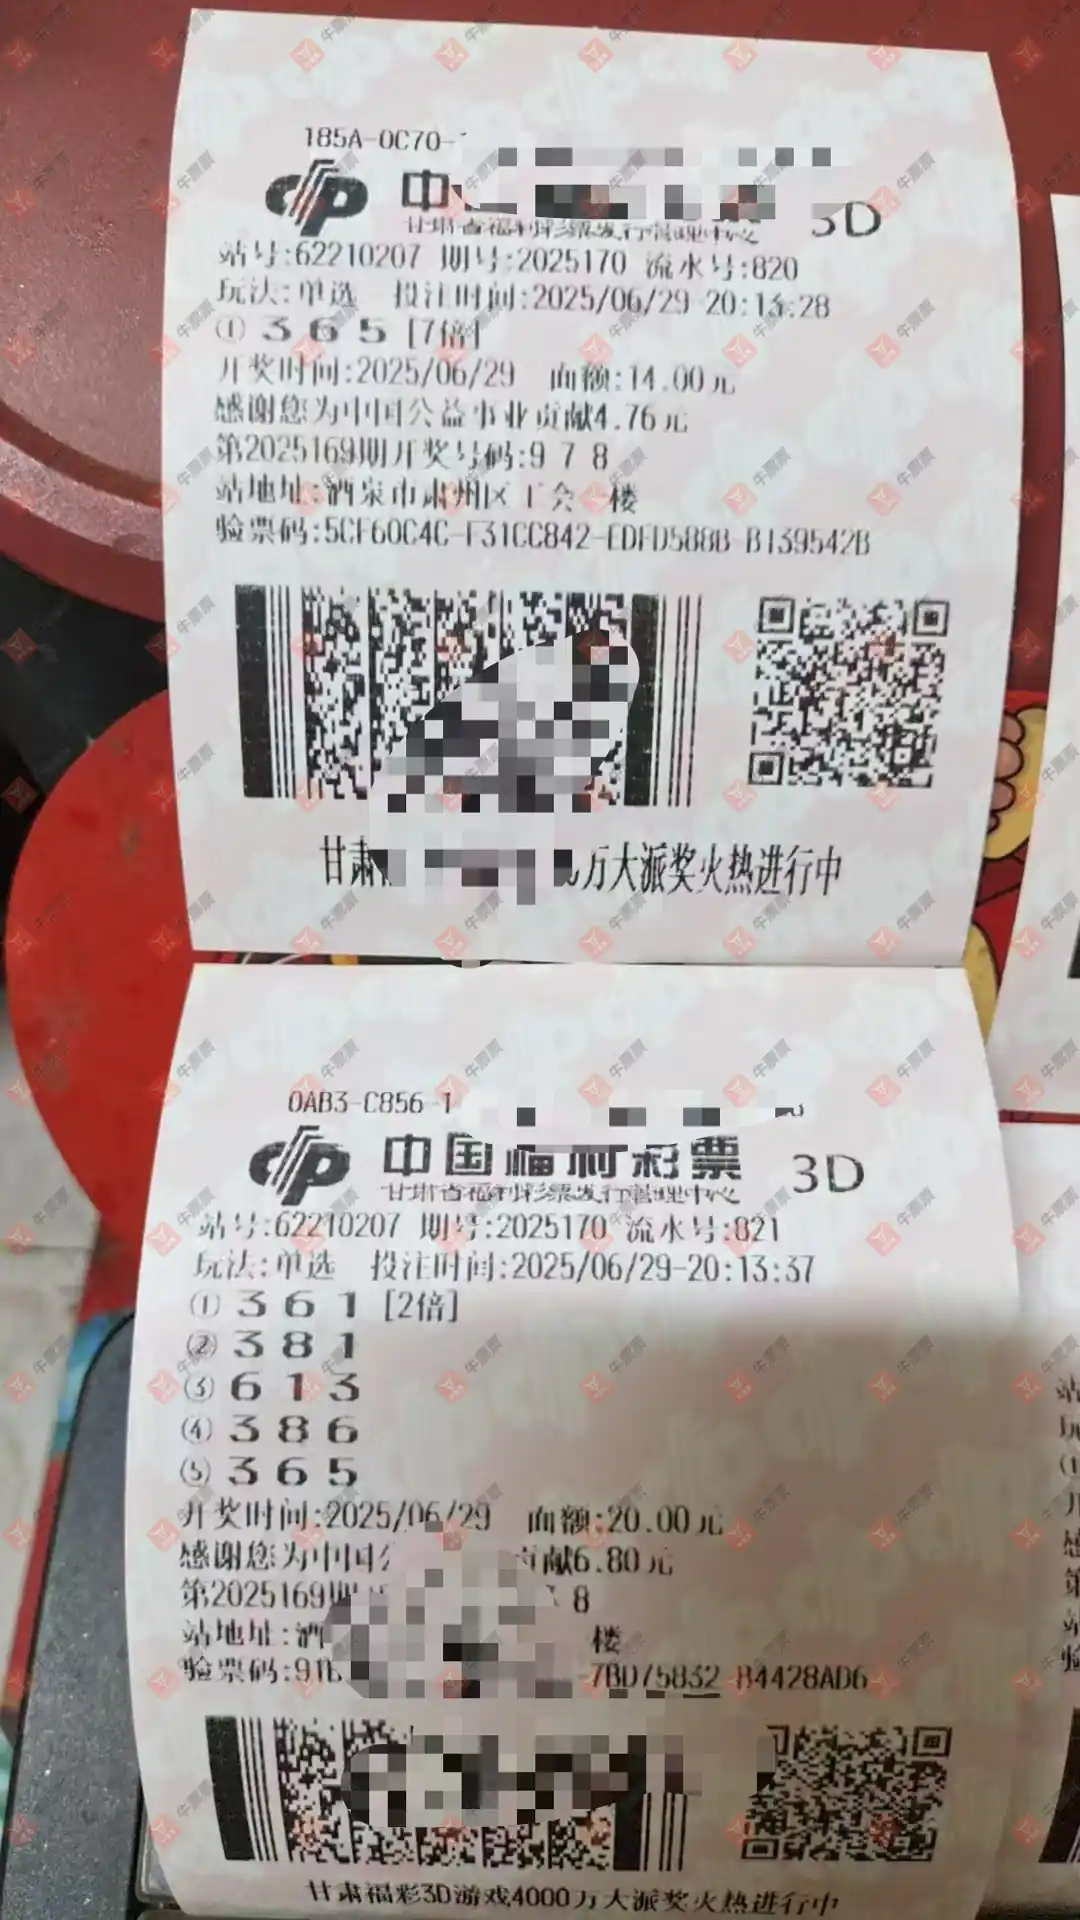 185A-0C70-
中 3D
甘肃省福利彩票发行管理中心
站号:62210207 期号:2025170 流水号:820
玩法:单选 投注时间:2025/06/29-20:13:28
① 3 6 5 [7倍]
开奖时间:2025/06/29 面额:14.00元
感谢您为中国公益事业贡献4.76元
第2025169期开奖号码:9 7 8
站地址:酒泉市肃州区工会一楼
验票码:5CF60C4C-F31CC842-EDFD588B-B139542B
甘肃 万大派奖火热进行中
0AB3-C856-1
中国福利彩票 3D
甘肃省福利彩票发行管理中心
站号:62210207 期号:2025170 流水号:821
玩法:单选 投注时间:2025/06/29-20:13:37
① 3 6 1 [2倍]
② 3 8 1
③ 6 1 3
④ 3 8 6
⑤ 3 6 5
开奖时间:2025/06/29 面额:20.00元
感谢您为中国公 贡献6.80元
第2025169期 8
站地址:酒 楼
验票码:91 -7BD75832-B4428AD6
甘肃福彩3D游戏4000万大派奖火热进行中